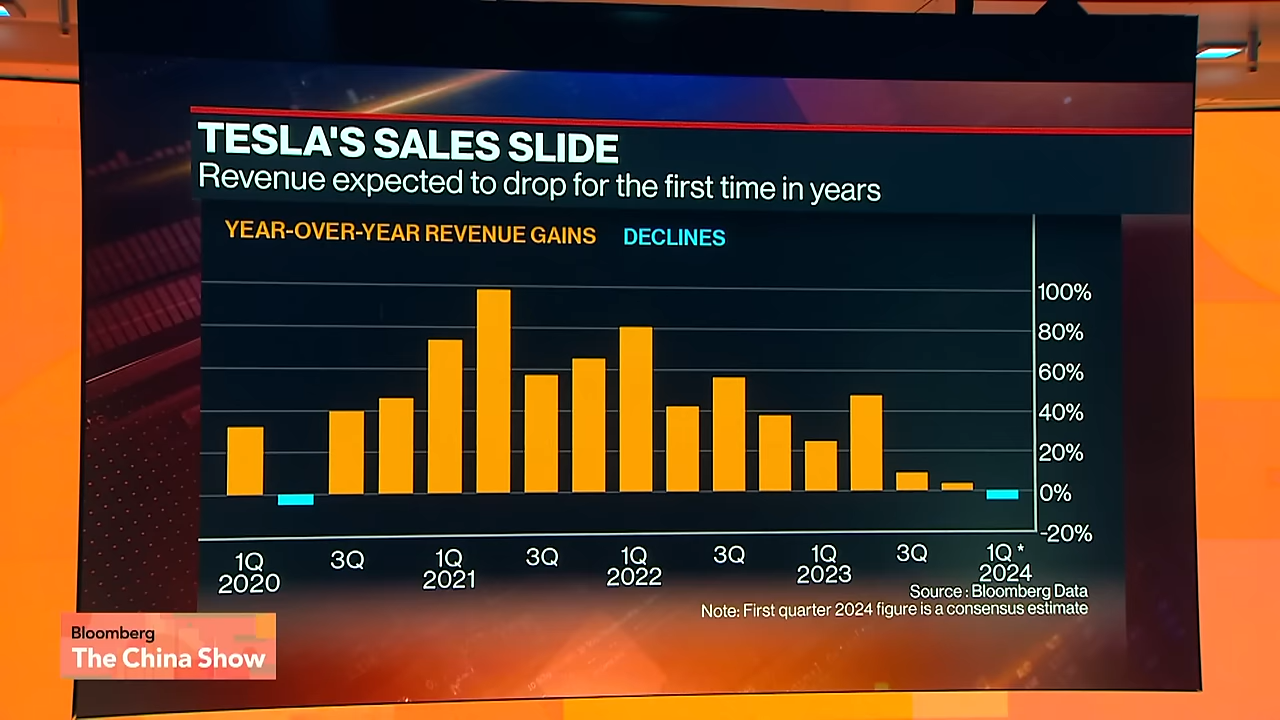 TESLA'S SALES SLIDE
Revenue expected to drop for the first time in years
YEAR-OVER-YEAR REVENUE GAINS DECLINES
100%
80%
60%
40%
20%
0%
-20%
1Q 3Q 1Q 3Q 1Q 3Q 1Q 3Q 1Q *
2020 2021 2022 2023 2024
Source : Bloomberg Data
Note: First quarter 2024 figure is a consensus estimate
Bloomberg
The China Show